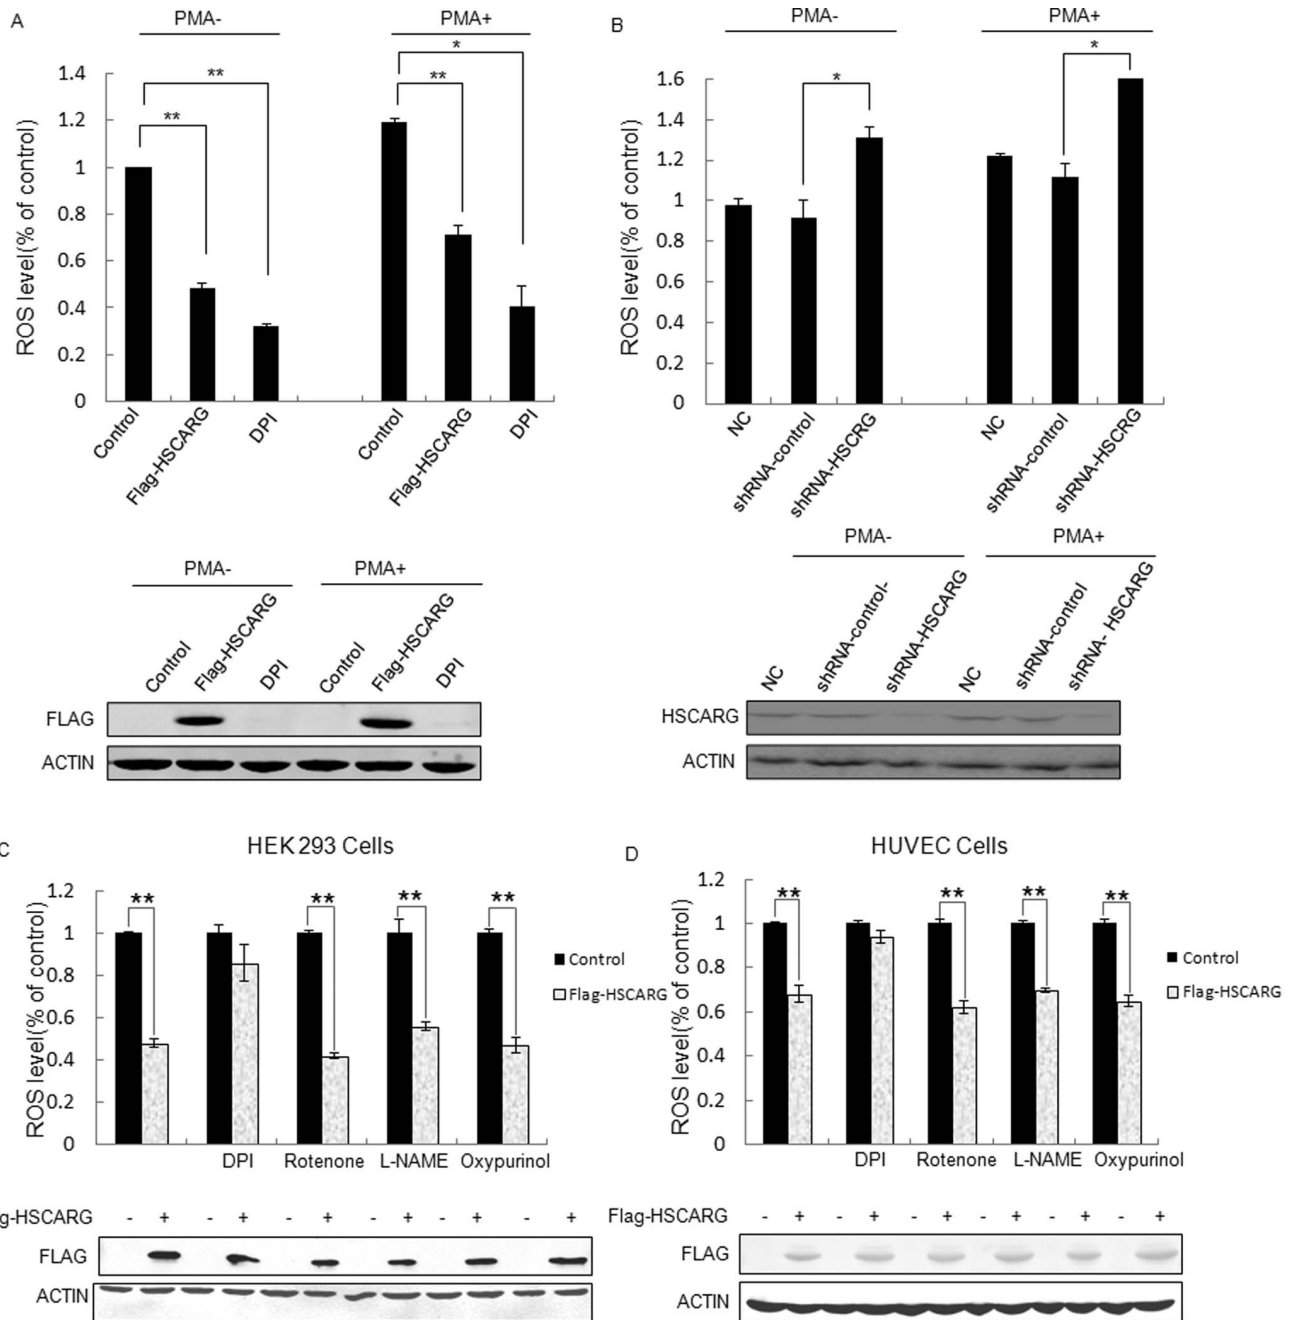 A
PMA-
PMA+
ROS level(% of control)
1.4
1.2
1
0.8
0.6
0.4
0.2
0
**
**
**
*
Control
Flag-HSCARG
DPI
Control
Flag-HSCARG
DPI
PMA-
PMA+
Control
Flag-HSCARG
DPI
Control
Flag-HSCARG
DPI
FLAG
ACTIN
B
PMA-
PMA+
ROS level(% of control)
1.6
1.4
1.2
1
0.8
0.6
0.4
0.2
0
*
*
NC
shRNA-control
shRNA-HSCRG
NC
shRNA-control
shRNA-HSCRG
PMA-
PMA+
NC
shRNA-control-
shRNA-HSCARG
NC
shRNA-control
shRNA- HSCARG
HSCARG
ACTIN
C
HEK 293 Cells
ROS level(% of control)
1.2
1
0.8
0.6
0.4
0.2
0
** ** ** **
Control
Flag-HSCARG
DPI Rotenone L-NAME Oxypurinol
g-HSCARG - + - + - + - + - + - +
FLAG
ACTIN
D
HUVEC Cells
ROS level(% of control)
1.2
1
0.8
0.6
0.4
0.2
0
** ** ** **
Control
Flag-HSCARG
DPI Rotenone L-NAME Oxypurinol
Flag-HSCARG - + - + - + - + - + - +
FLAG
ACTIN